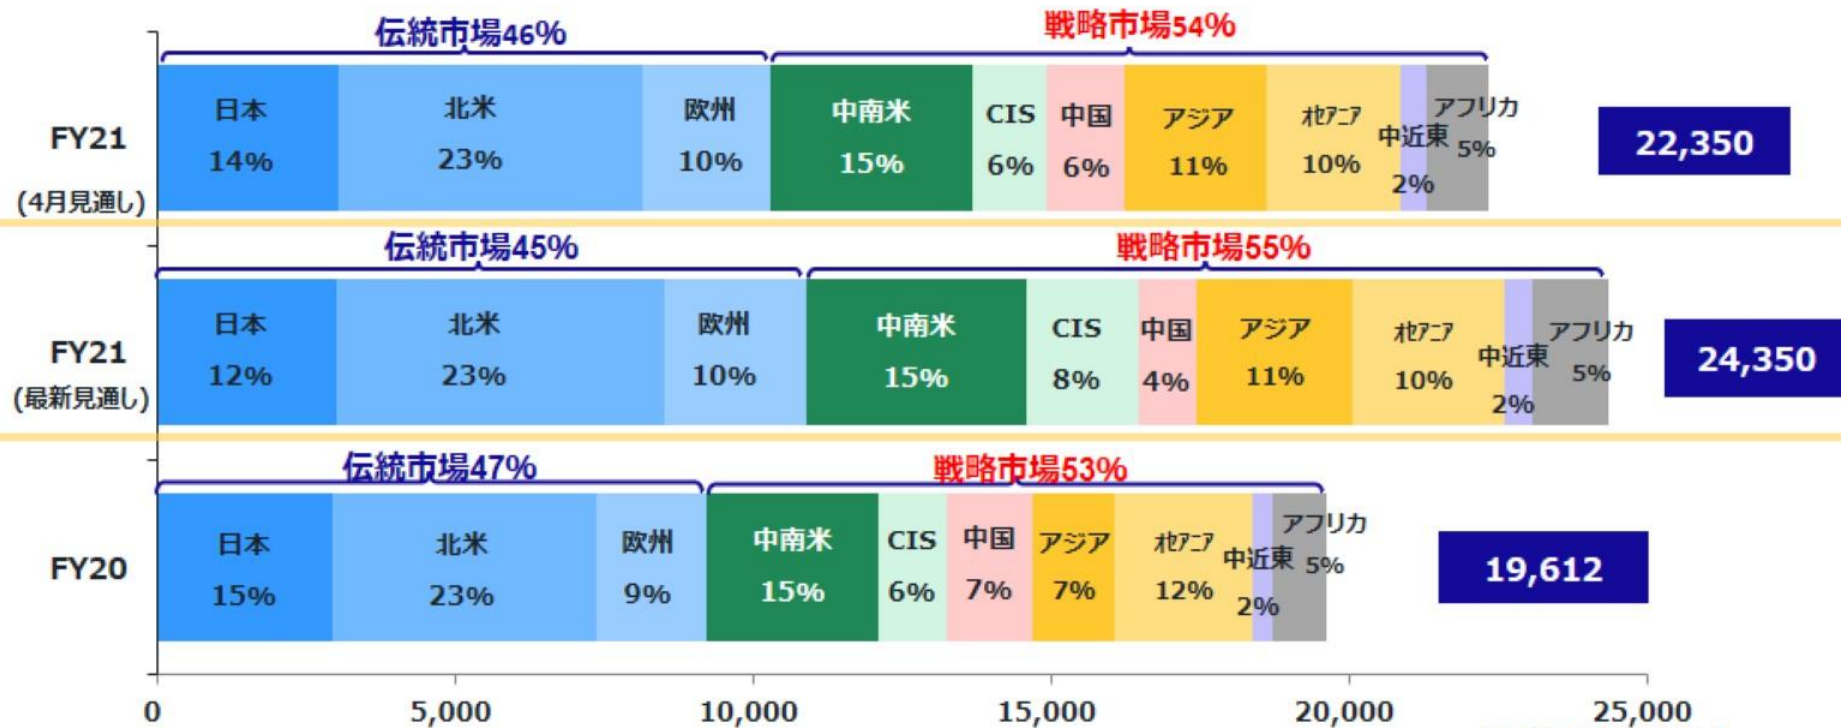 伝統市場46%
戦略市場54%
FY21
(4月見通し)
日本
14%
北米
23%
欧州
10%
中南米
15%
CIS
6%
中国
6%
アジア
11%
ｵｾｱﾆｱ
10%
中近東
2%
アフリカ
5%
22,350
伝統市場45%
戦略市場55%
FY21
(最新見通し)
日本
12%
北米
23%
欧州
10%
中南米
15%
CIS
8%
中国
4%
アジア
11%
ｵｾｱﾆｱ
10%
中近東
2%
アフリカ
5%
24,350
伝統市場47%
戦略市場53%
FY20
日本
15%
北米
23%
欧州
9%
中南米
15%
CIS
6%
中国
7%
アジア
7%
ｵｾｱﾆｱ
12%
中近東
2%
アフリカ
5%
19,612
0 5,000 10,000 15,000 20,000 25,000